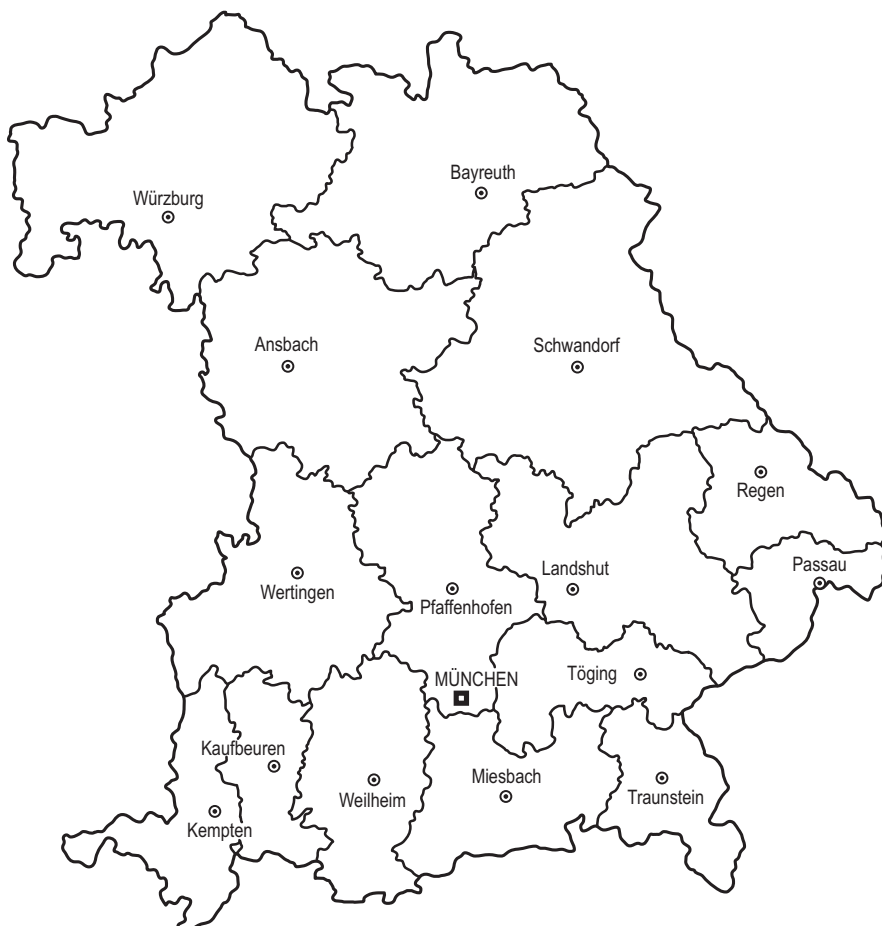 Bayreuth
Würzburg
Ansbach
Schwandorf
Regen
Passau
Landshut
Wertingen
Pfaffenhofen
MÜNCHEN
Töging
Kaufbeuren
Miesbach
Weilheim
Traunstein
Kempten